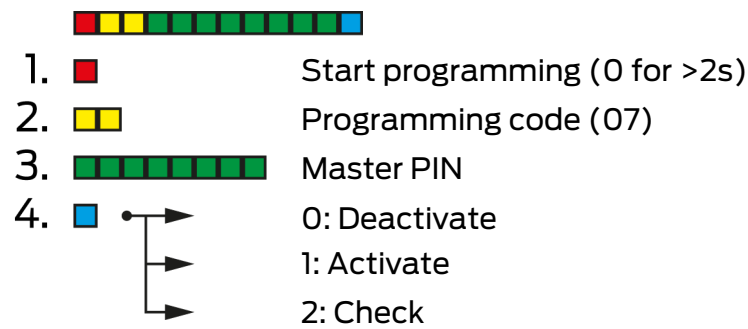 1. Start programming (0 for >2s)
2. Programming code (07)
3. Master PIN
4. 0: Deactivate
1: Activate
2: Check